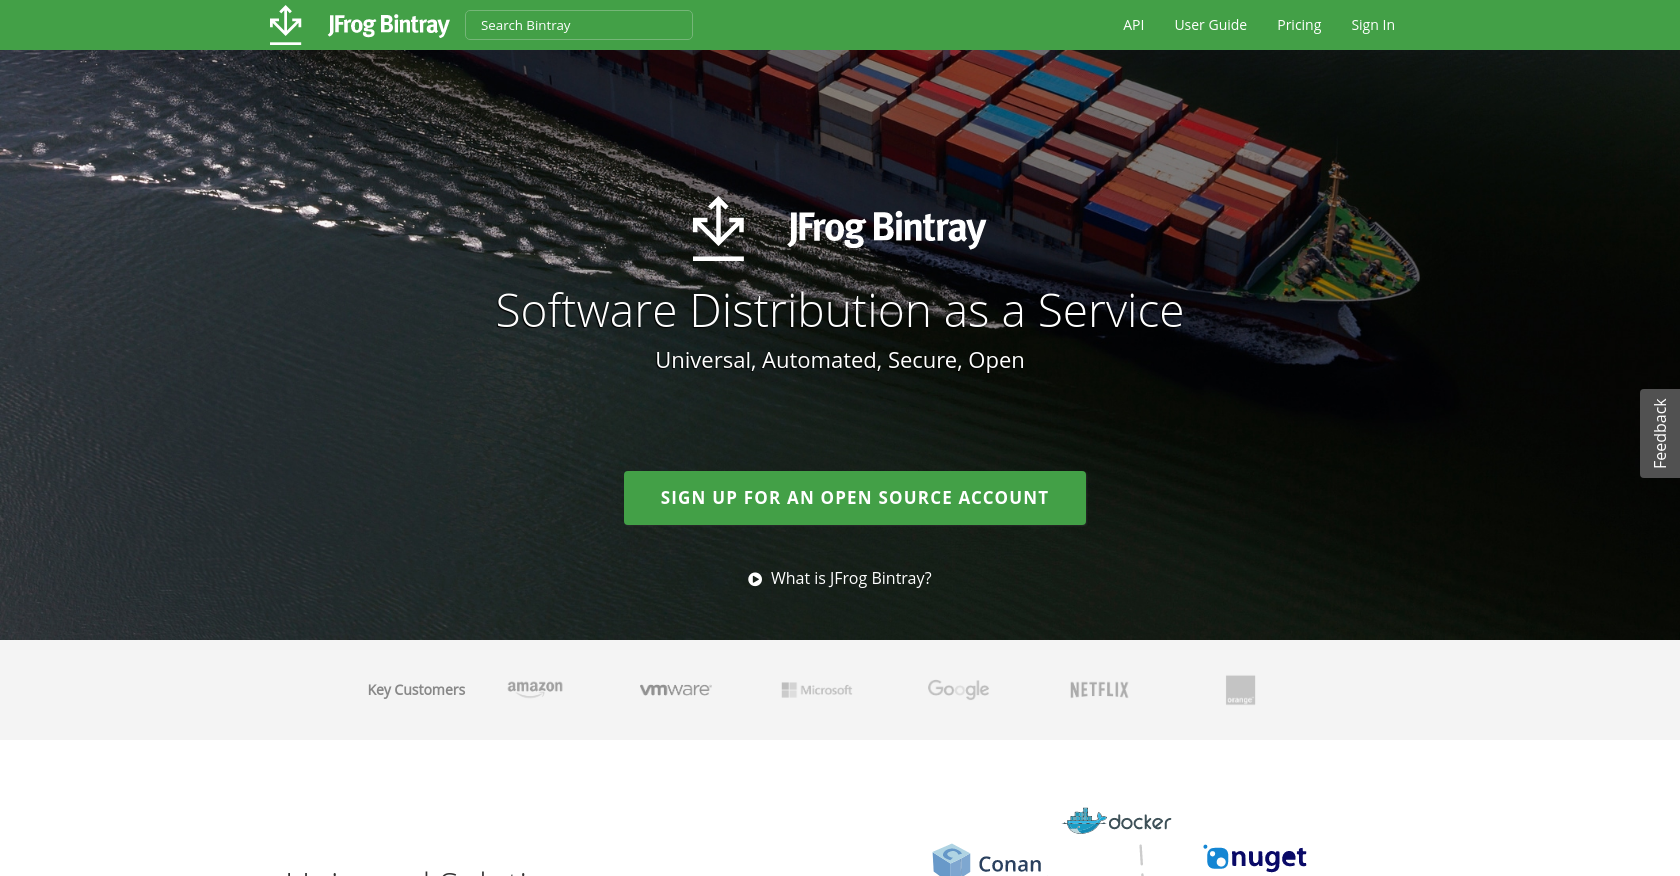 JFrog Bintray
Search Bintray
API
User Guide
Pricing
Sign In
JFrog Bintray
Software Distribution as a Service
Universal, Automated, Secure, Open
Feedback
SIGN UP FOR AN OPEN SOURCE ACCOUNT
What is JFrog Bintray?
Key Customers
amazon
vmware
Microsoft
Google
NETFLIX
orange
docker
nuget
Conan